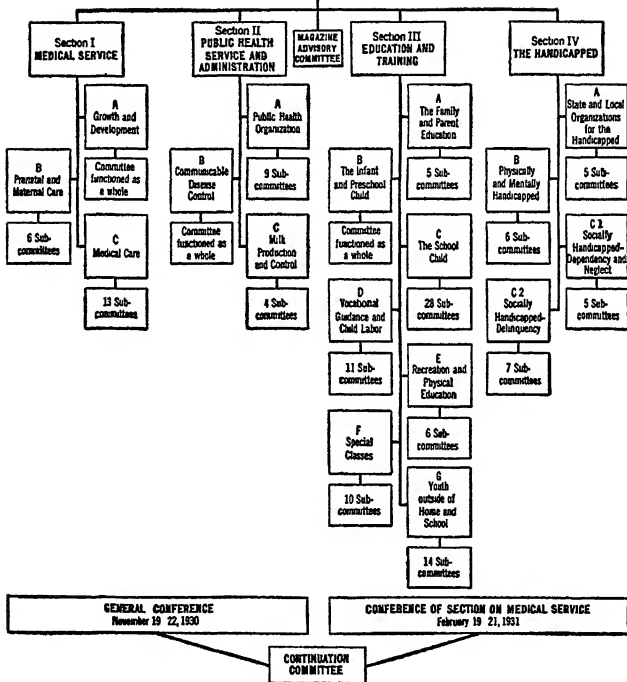 Section I
MEDICAL SERVICE
Section II
PUBLIC HEALTH
SERVICE AND
ADMINISTRATION
MAGAZINE
ADVISORY
COMMITTEE
Section III
EDUCATION AND
TRAINING
Section IV
THE HANDICAPPED
A
Growth and
Development
Committee
functioned as
a whole
B
Prenatal and
Maternal Care
6 Sub-
committees
C
Medical Care
13 Sub-
committees
A
Public Health
Organization
9 Sub-
committees
B
Communicable
Disease
Control
Committee
functioned as
a whole
C
Milk
Production
and Control
4 Sub-
committees
A
The Family
and Parent
Education
5 Sub-
committees
B
The Infant
and Preschool
Child
Committee
functioned as
a whole
C
The School
Child
28 Sub-
committees
D
Vocational
Guidance and
Child Labor
11 Sub-
committees
E
Recreation and
Physical
Education
6 Sub-
committees
F
Special
Classes
10 Sub-
committees
G
Youth
outside of
Home and
School
14 Sub-
committees
A
State and Local
Organizations
for the
Handicapped
5 Sub-
committees
B
Physically
and Mentally
Handicapped
6 Sub-
committees
C 1
Socially
Handicapped-
Dependency and
Neglect
5 Sub-
committees
C 2
Socially
Handicapped-
Delinquency
7 Sub-
committees
GENERAL CONFERENCE
November 19 22, 1930
CONFERENCE OF SECTION ON MEDICAL SERVICE
February 19 21, 1931
CONTINUATION
COMMITTEE